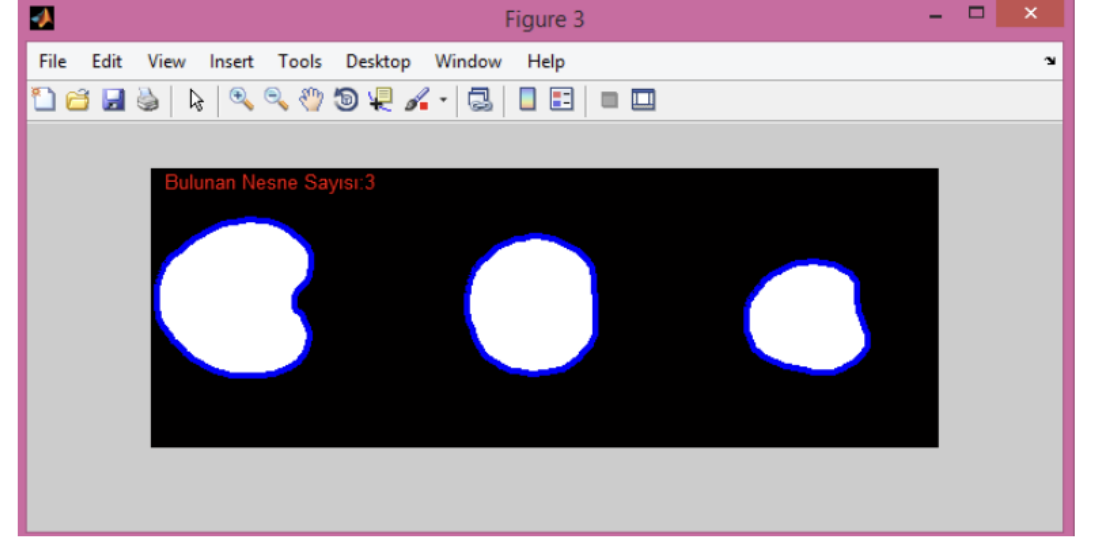 Figure 3
File Edit View Insert Tools Desktop Window Help
Bulunan Nesne Sayısı:3